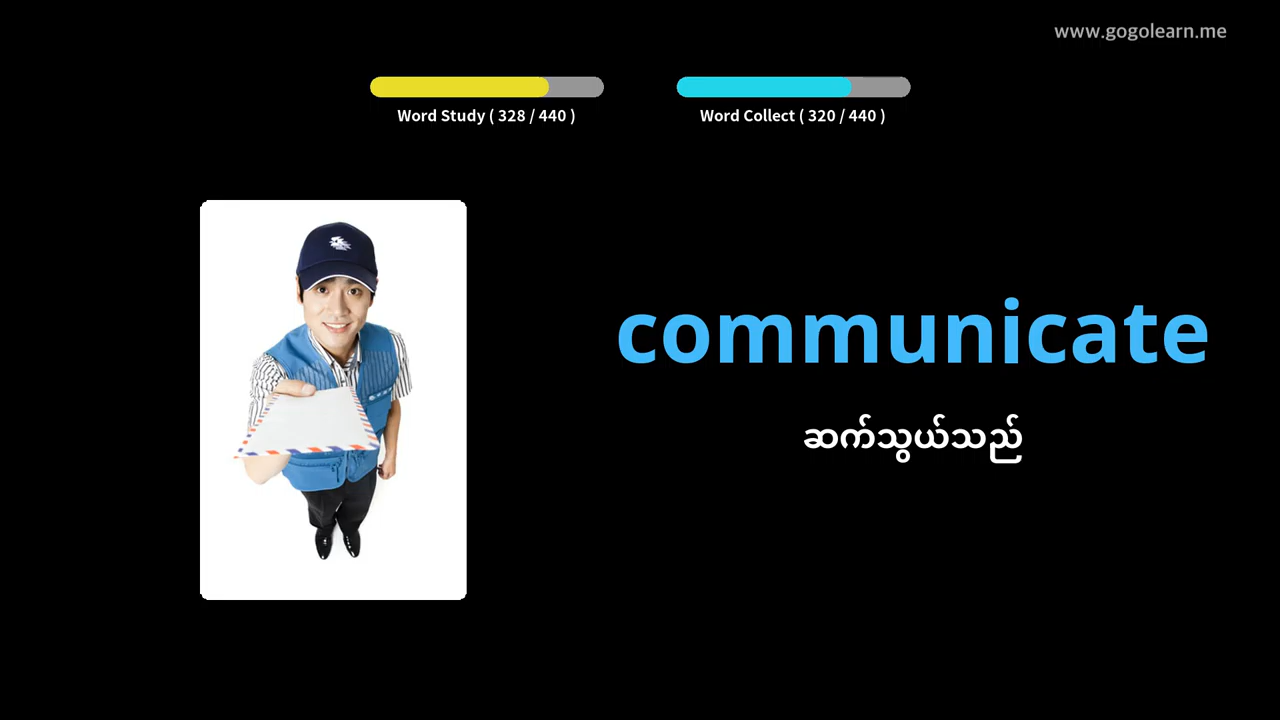 www.gogolearn.me
Word Study ( 328 / 440 )
Word Collect ( 320 / 440 )
communicate
ဆက်သွယ်သည်